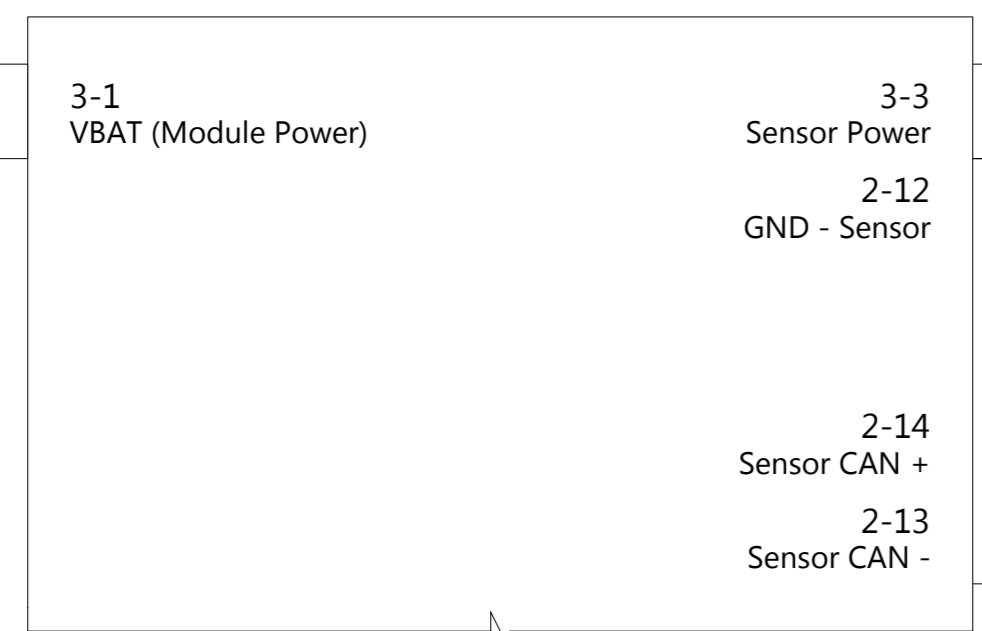 3-1
VBAT (Module Power)
3-3
Sensor Power
2-12
GND - Sensor
2-14
Sensor CAN +
2-13
Sensor CAN -